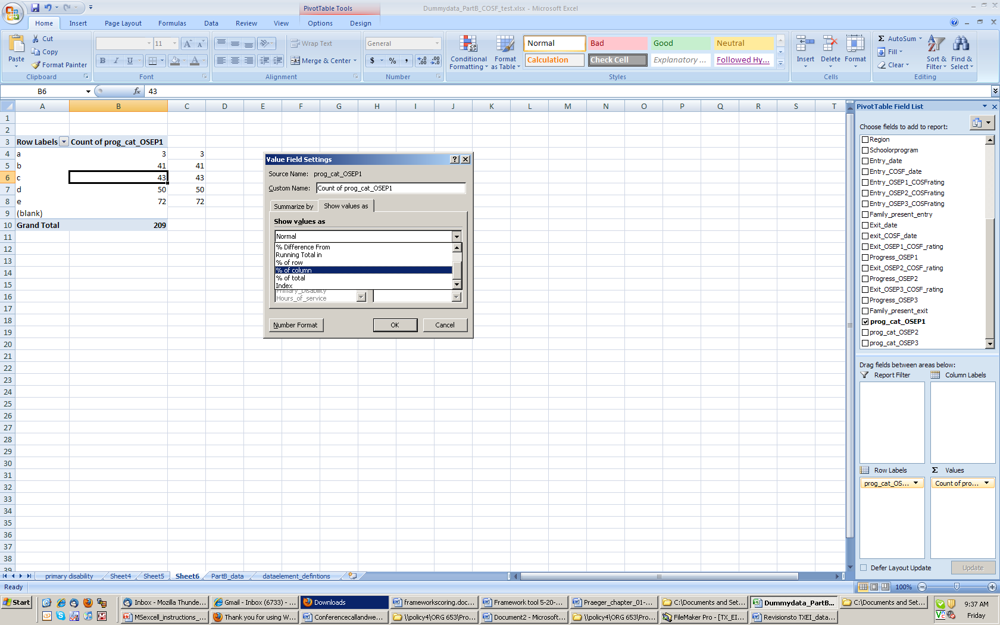 PivotTable Tools
Dummydata_PartB_COSF_test.xlsx - Microsoft Excel
Home Insert Page Layout Formulas Data Review View Options Design
Paste
Cut
Copy
Format Painter
Clipboard
11
B I U
Font
Wrap Text
Merge & Center
Alignment
General
$ % ,
Number
Conditional Formatting
Format as Table
Normal Bad Good Neutral
Calculation Check Cell Explanatory ... Followed Hy...
Styles
Insert Delete Format
Cells
Σ AutoSum
Fill
Clear
Sort & Filter
Find & Select
Editing
B6
fx 43
A B C D E F G H I J K L M N O P Q R S T
1
2
3 Row Labels Count of prog_cat_OSEP1
4 a 3 3
5 b 41 41
6 c 43 43
7 d 50 50
8 e 72 72
9 (blank)
10 Grand Total 209
11
12
13
14
15
16
17
18
19
20
21
22
23
24
25
26
27
28
29
30
31
32
33
34
35
36
37
38
39
Value Field Settings
Source Name: prog_cat_OSEP1
Custom Name: Count of prog_cat_OSEP1
Summarize by Show values as
Show values as
Normal
% Difference From
Running Total in
% of row
% of column
% of total
Index
Primary_Disability
Hours_of_service
Number Format OK Cancel
PivotTable Field List
Choose fields to add to report:
Region
Schoolorprogram
Entry_date
Entry_COSF_date
Entry_OSEP1_COSFrating
Entry_OSEP2_COSFrating
Entry_OSEP3_COSFrating
Family_present_entry
Exit_date
exit_COSF_date
Exit_OSEP1_COSF_rating
Progress_OSEP1
Exit_OSEP2_COSF_rating
Progress_OSEP2
Exit_OSEP3_COSF_rating
Progress_OSEP3
Family_present_exit
prog_cat_OSEP1
prog_cat_OSEP2
prog_cat_OSEP3
Drag fields between areas below:
Report Filter Column Labels
Row Labels Σ Values
prog_cat_OS... Count of pro...
Defer Layout Update Update
primary disability Sheet4 Sheet5 Sheet6 PartB_data dataelement_defintions
Ready
100%
Start
Inbox - Mozilla Thunde...
Gmail - Inbox (6733) - ...
Downloads
frameworkscoring.doc...
Framework tool 5-20-...
Praeger_chapter_01-...
C:\Documents and Set...
Dummydata_PartB...
C:\Documents and Set...
9:37 AM
MSexcell_instructions_...
Thank you for using W...
Conferencecallandwe...
\\policy4\ORG 653\Pro...
Document2 - Microsoft...
\\policy4\ORG 653\Pro...
FileMaker Pro - [TX_EI...
Revisionsto TXEI_data...
Friday